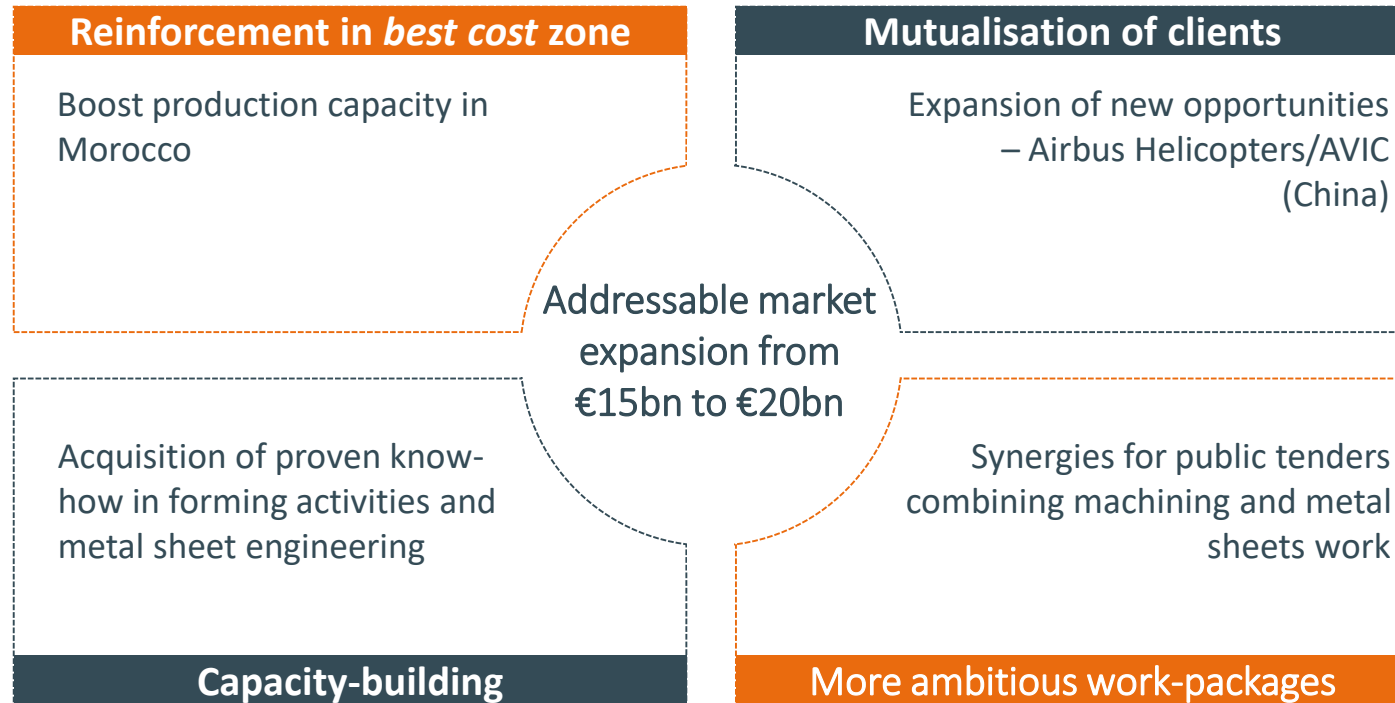 Reinforcement in best cost zone
Boost production capacity in
Morocco
Mutualisation of clients
Expansion of new opportunities
– Airbus Helicopters/AVIC
(China)
Addressable market
expansion from
€15bn to €20bn
Acquisition of proven know-
how in forming activities and
metal sheet engineering
Capacity-building
Synergies for public tenders
combining machining and metal
sheets work
More ambitious work-packages